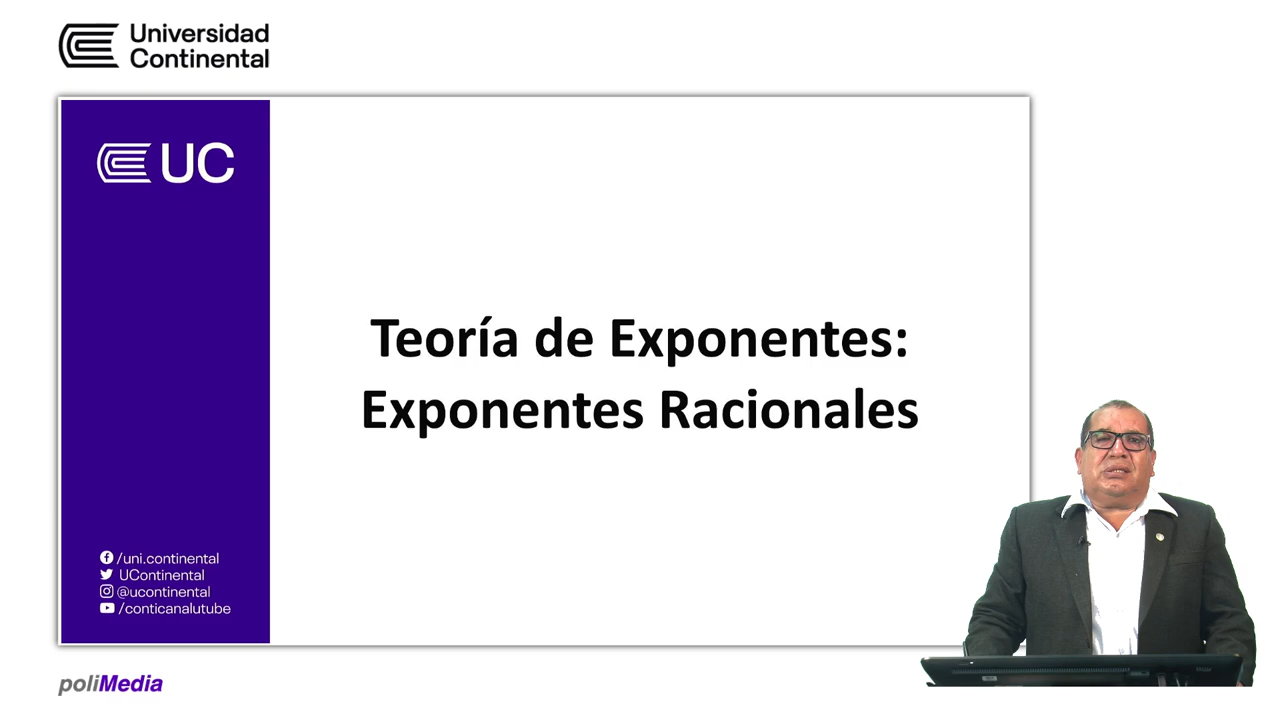 Universidad
Continental
UC
Teoría de Exponentes:
Exponentes Racionales
/uni.continental
UContinental
@ucontinental
/conticanalutube
poliMedia